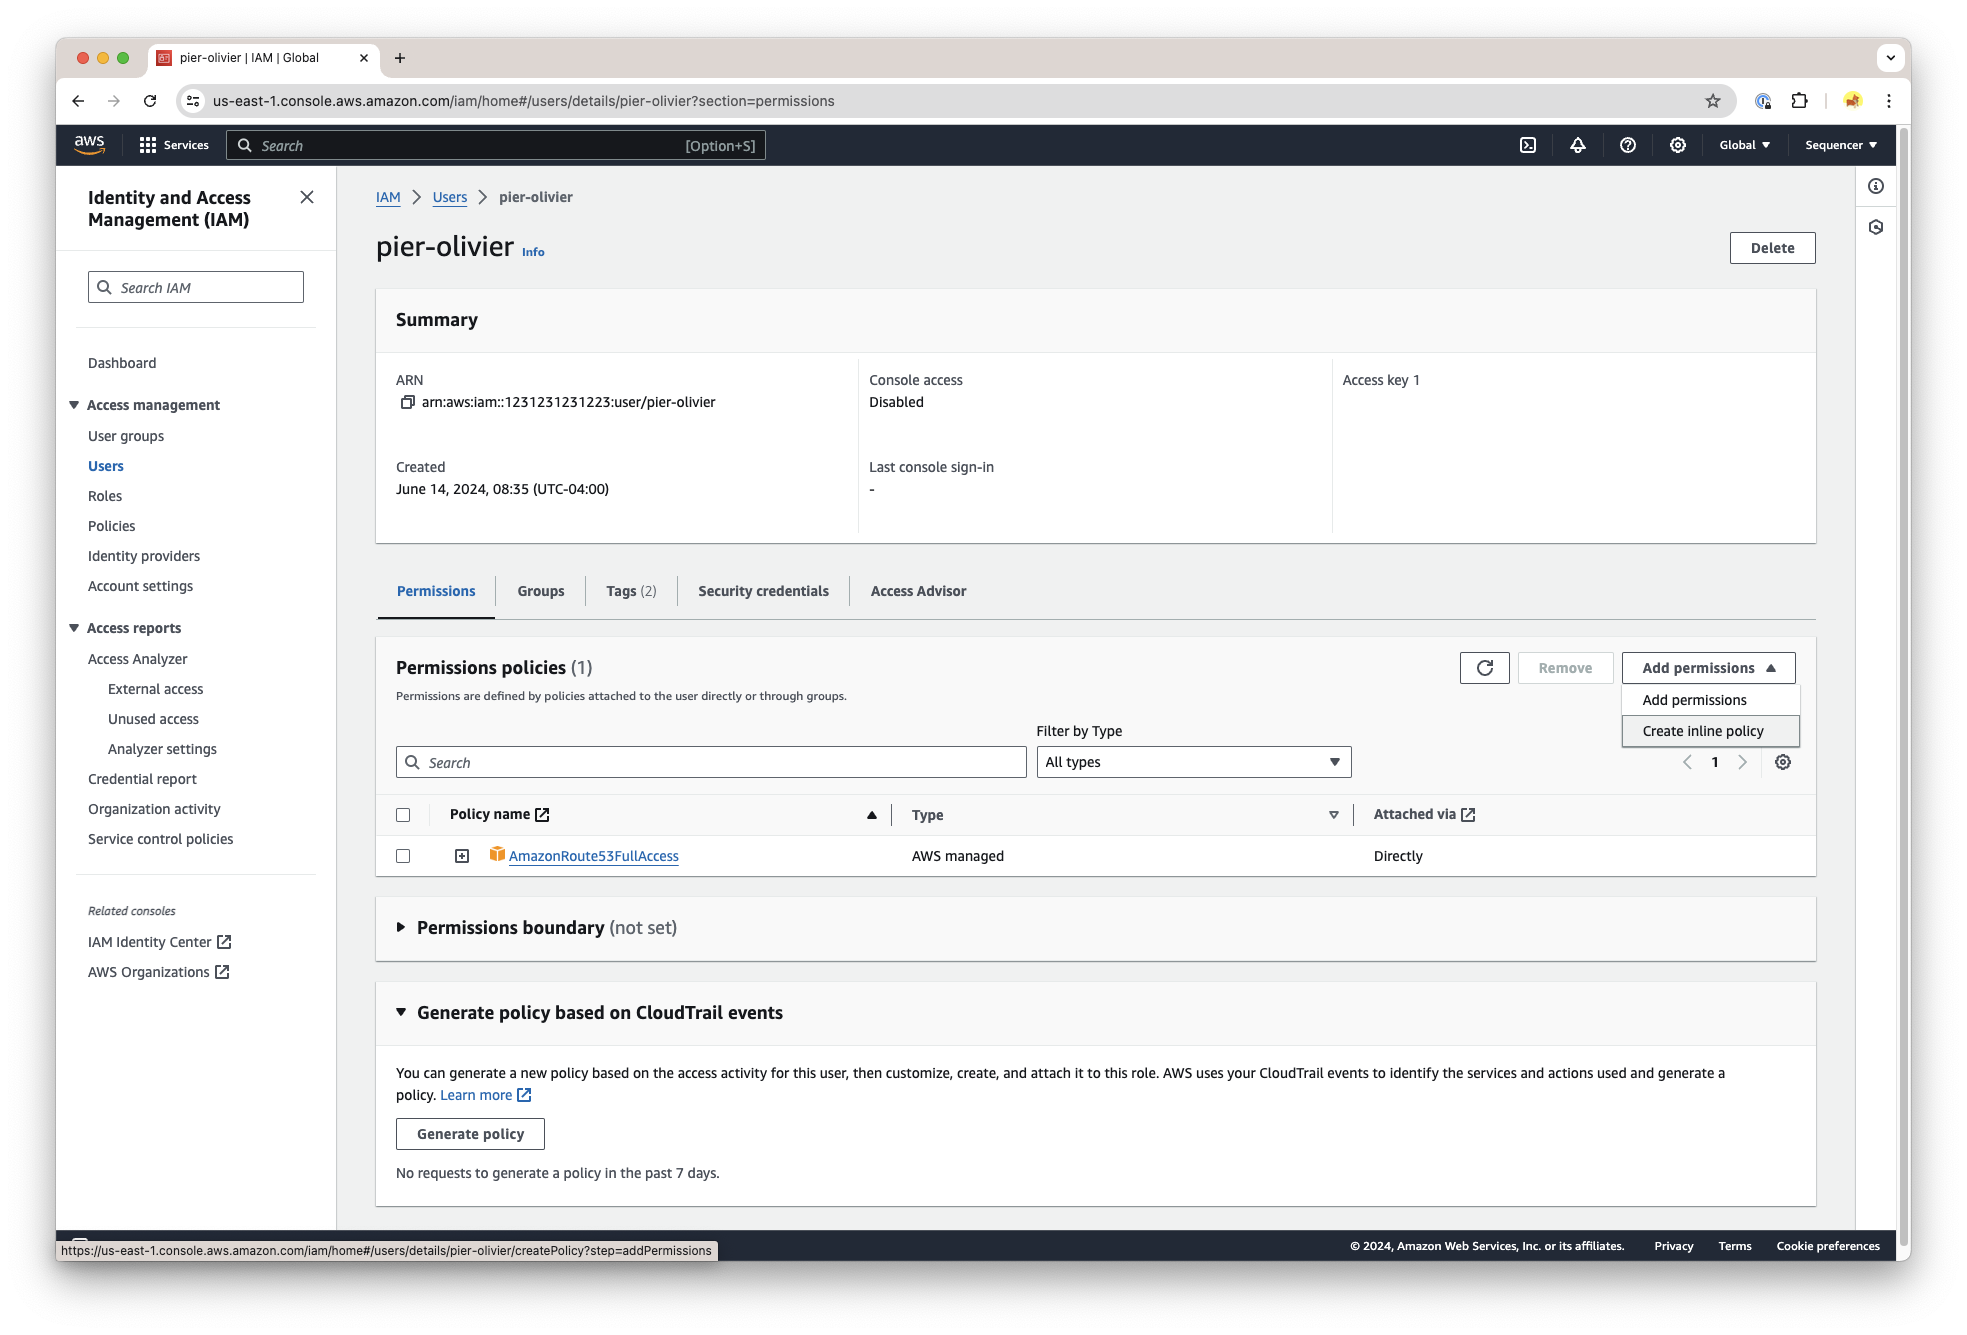 pier-olivier | IAM | Global
us-east-1.console.aws.amazon.com/iam/home#/users/details/pier-olivier?section=permissions
aws
Services
Search
[Option+S]
Global
Sequencer
Identity and Access
Management (IAM)
Search IAM
Dashboard
Access management
User groups
Users
Roles
Policies
Identity providers
Account settings
Access reports
Access Analyzer
External access
Unused access
Analyzer settings
Credential report
Organization activity
Service control policies
Related consoles
IAM Identity Center
AWS Organizations
IAM > Users > pier-olivier
pier-olivier Info
Delete
Summary
ARN
arn:aws:iam::1231231231223:user/pier-olivier
Console access
Disabled
Access key 1
Created
June 14, 2024, 08:35 (UTC-04:00)
Last console sign-in
-
Permissions
Groups
Tags (2)
Security credentials
Access Advisor
Permissions policies (1)
Permissions are defined by policies attached to the user directly or through groups.
Remove
Add permissions
Add permissions
Create inline policy
Filter by Type
Search
All types
1
Policy name
Type
Attached via
AmazonRoute53FullAccess
AWS managed
Directly
Permissions boundary (not set)
Generate policy based on CloudTrail events
You can generate a new policy based on the access activity for this user, then customize, create, and attach it to this role. AWS uses your CloudTrail events to identify the services and actions used and generate a
policy. Learn more
Generate policy
No requests to generate a policy in the past 7 days.
https://us-east-1.console.aws.amazon.com/iam/home#/users/details/pier-olivier/createPolicy?step=addPermissions
© 2024, Amazon Web Services, Inc. or its affiliates.
Privacy
Terms
Cookie preferences